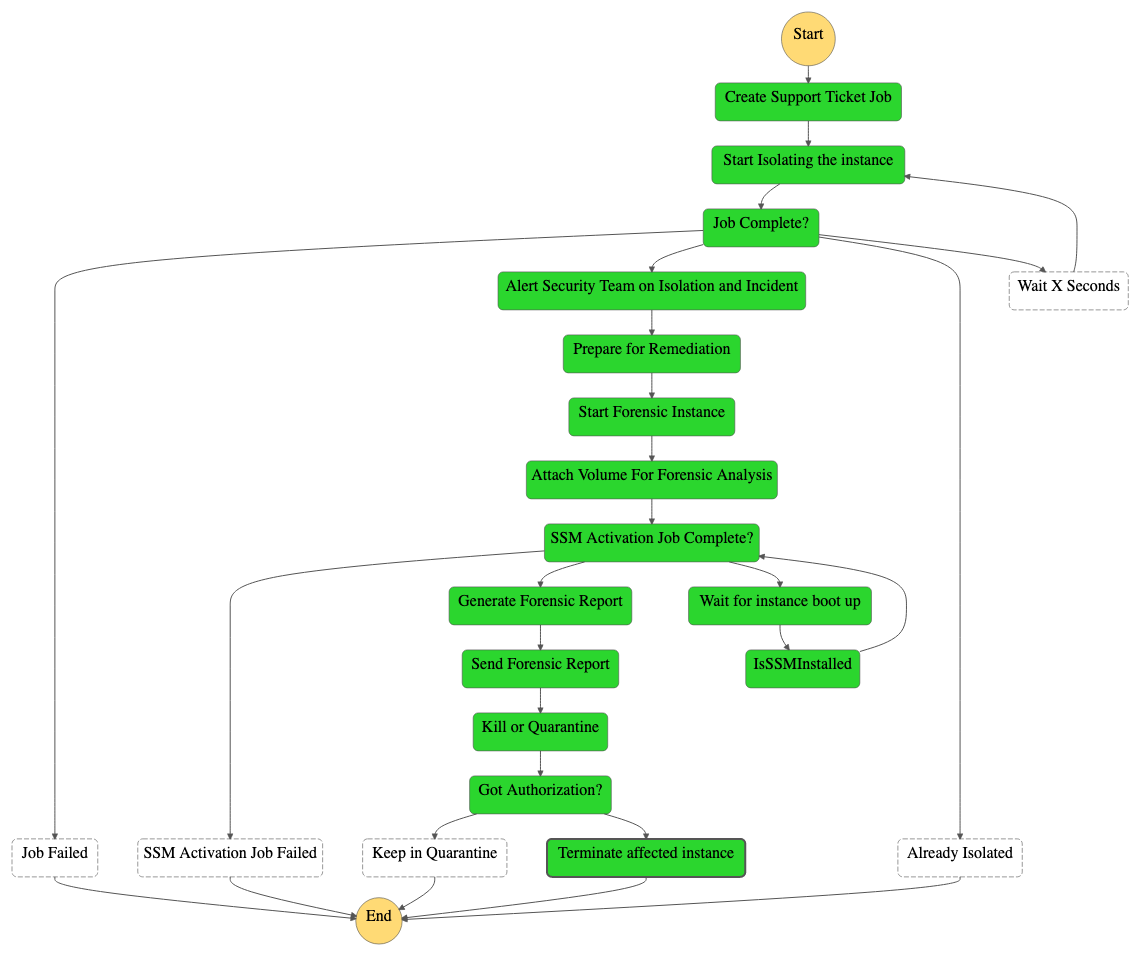 Start
Create Support Ticket Job
Start Isolating the instance
Job Complete?
Alert Security Team on Isolation and Incident
Wait X Seconds
Prepare for Remediation
Start Forensic Instance
Attach Volume For Forensic Analysis
SSM Activation Job Complete?
Generate Forensic Report
Wait for instance boot up
Send Forensic Report
IsSSMInstalled
Kill or Quarantine
Got Authorization?
Job Failed
SSM Activation Job Failed
Keep in Quarantine
Terminate affected instance
Already Isolated
End